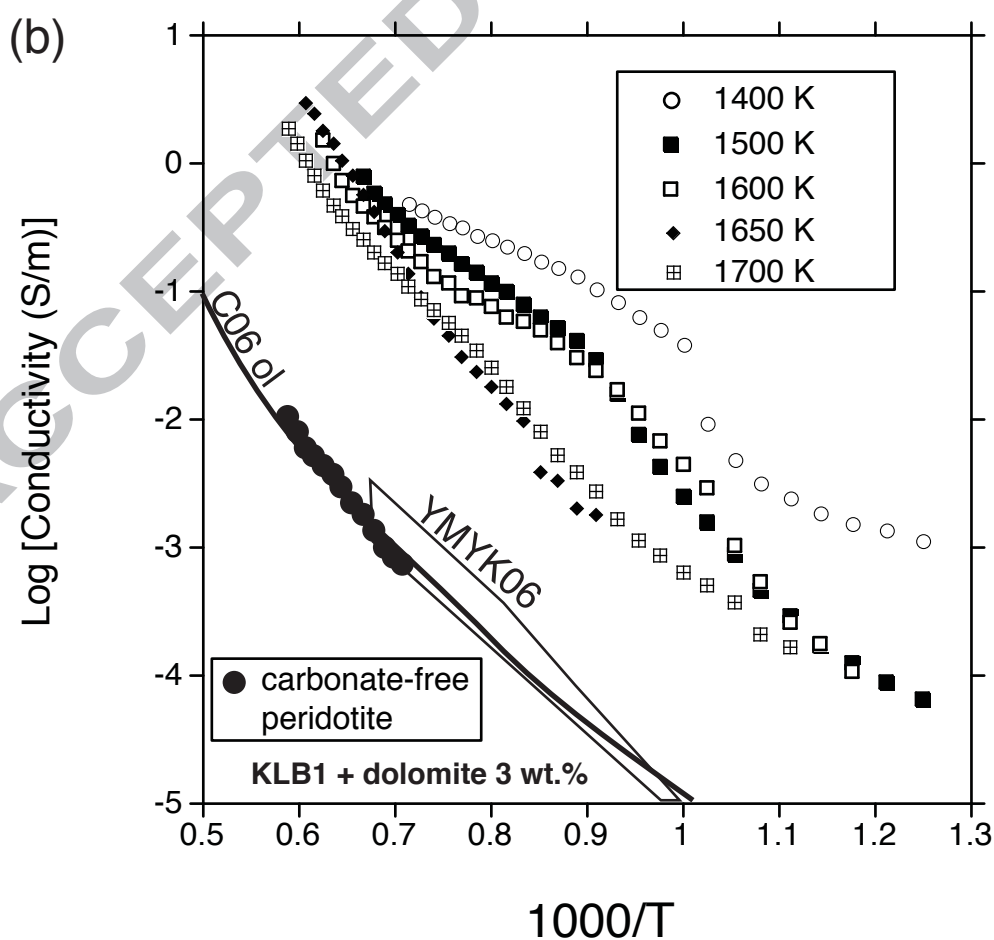 (b)
ACCEPTED
1
0
-1
-2
-3
-4
-5
Log [Conductivity (S/m)]
1400 K
1500 K
1600 K
1650 K
1700 K
C06 ol
YMYK06
carbonate-free
peridotite
KLB1 + dolomite 3 wt.%
0.5 0.6 0.7 0.8 0.9 1 1.1 1.2 1.3
1000/T